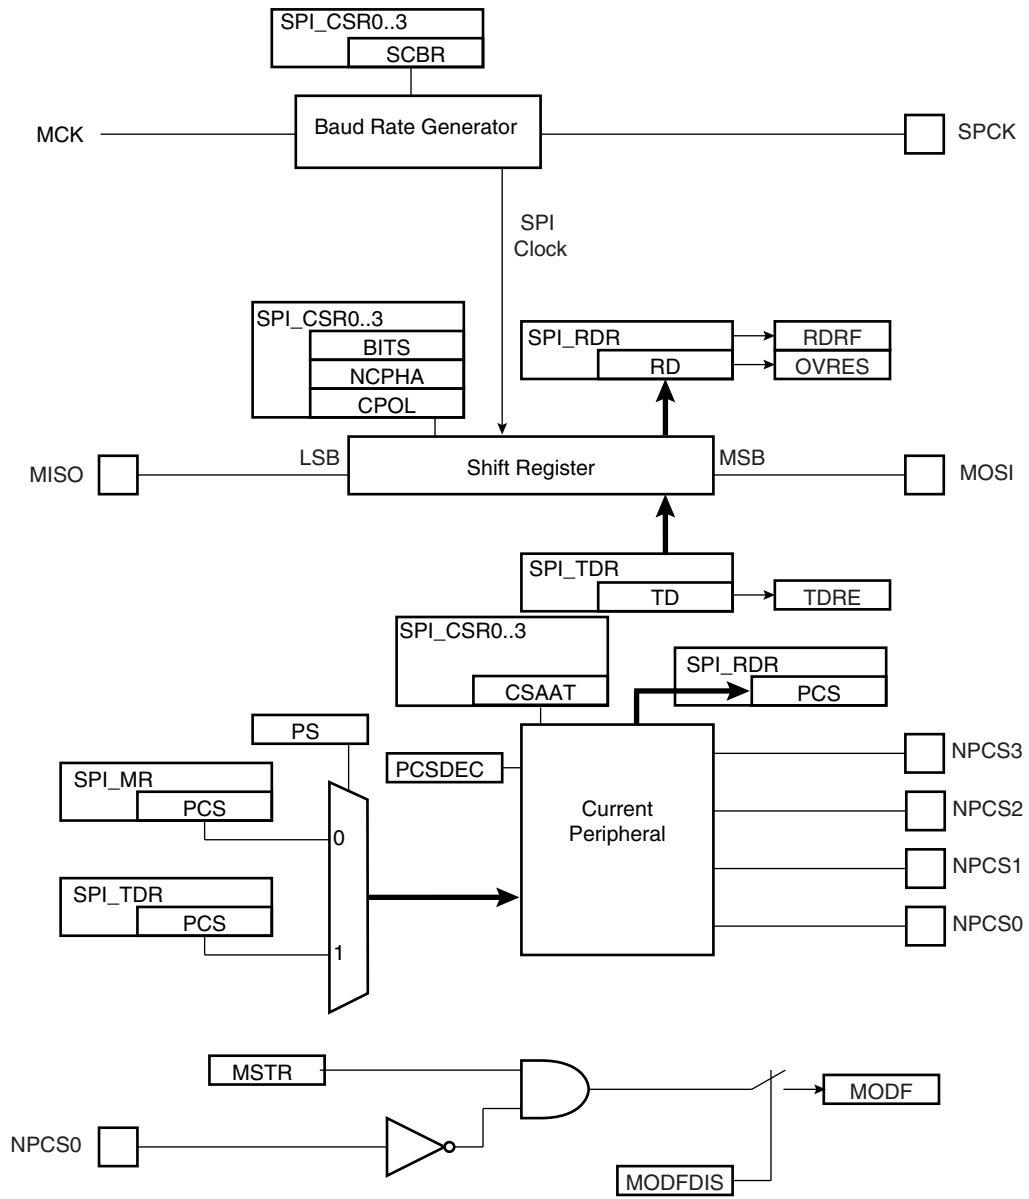 SPI_CSR0..3
SCBR
MCK
Baud Rate Generator
SPCK
SPI
Clock
SPI_CSR0..3
BITS
NCPHA
CPOL
SPI_RDR
RD
RDRF
OVRES
MISO
LSB
Shift Register
MSB
MOSI
SPI_TDR
TD
TDRE
SPI_CSR0..3
CSAAT
SPI_RDR
PCS
PS
PCSDEC
SPI_MR
PCS
0
SPI_TDR
PCS
1
Current
Peripheral
NPCS3
NPCS2
NPCS1
NPCS0
MSTR
MODF
NPCS0
MODFDIS